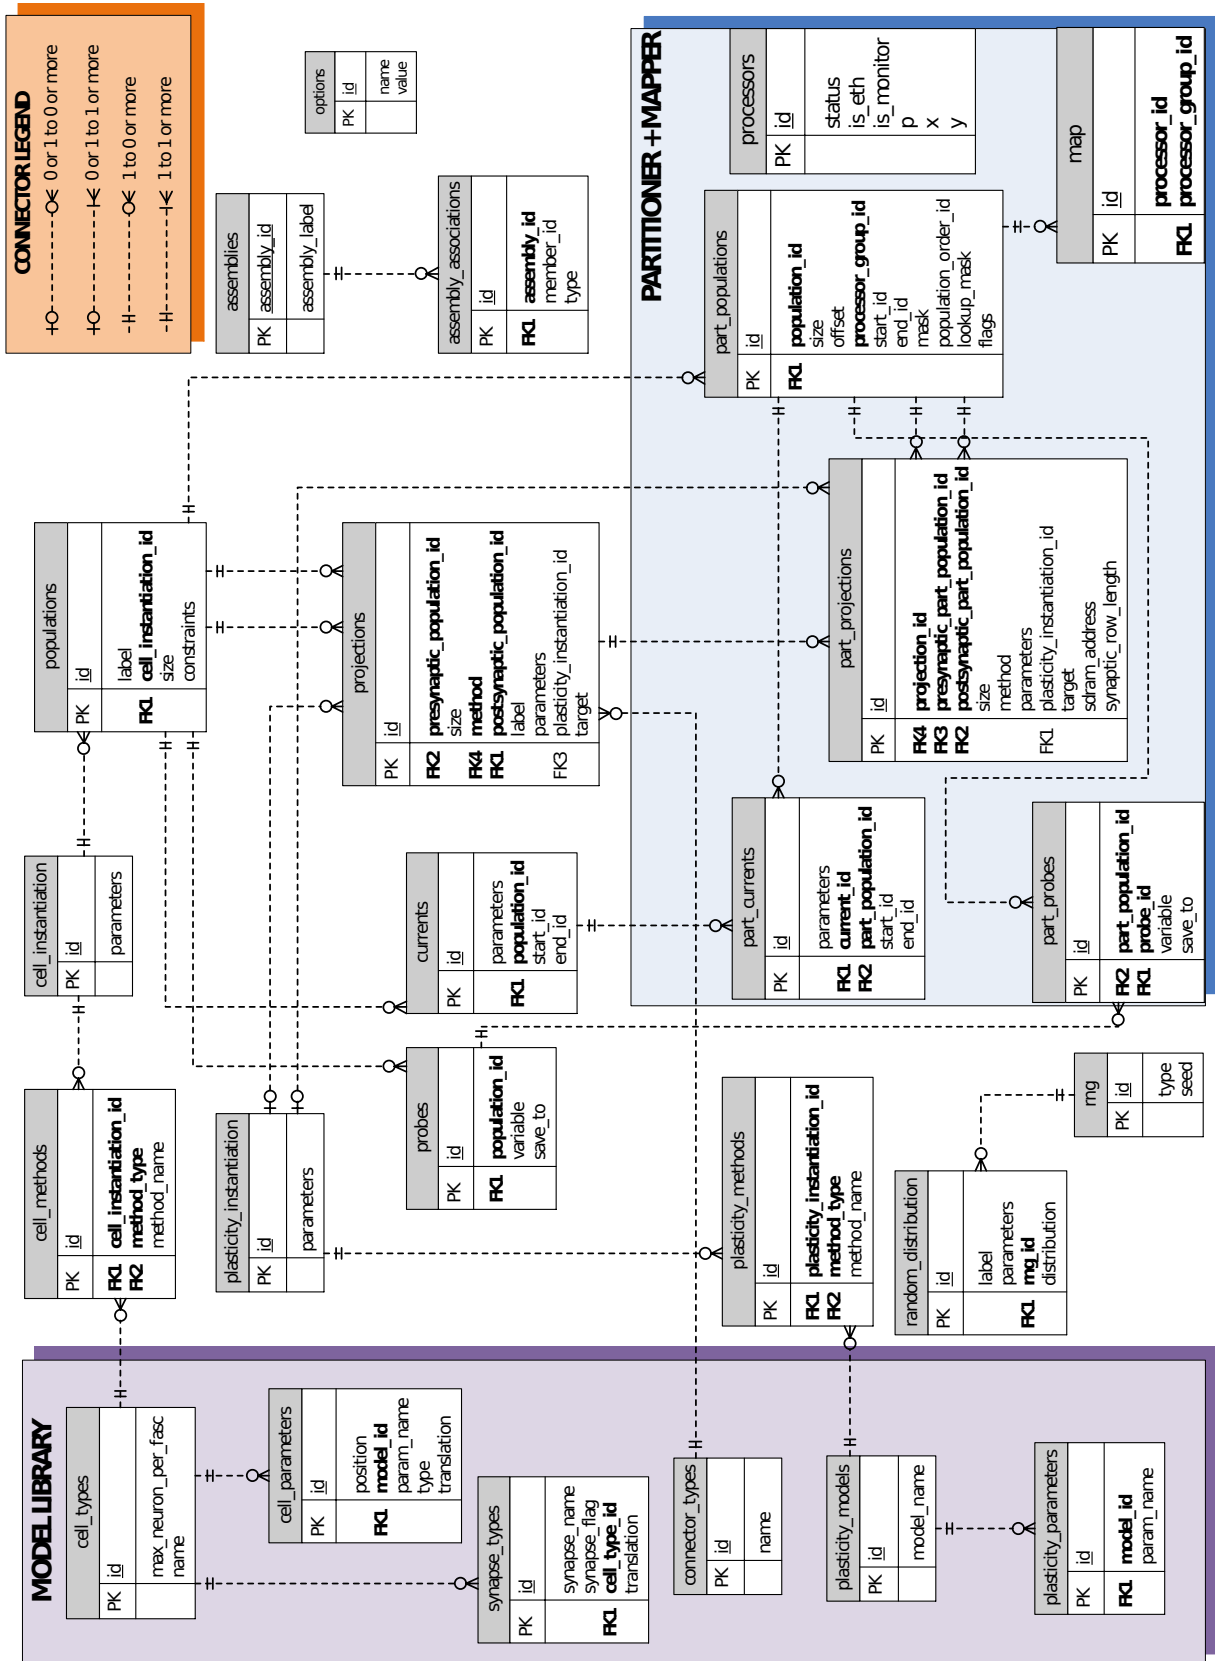 MODEL LIBRARY
cell_types
PK id
max_neuron_per_fasc
name
cell_parameters
PK id
position
FK1 model_id
param_name
type
translation
synapse_types
PK id
synapse_name
synapse_flag
FK1 cell_type_id
translation
connector_types
PK id
name
plasticity_models
PK id
model_name
plasticity_parameters
PK id
FK1 model_id
param_name
cell_methods
PK id
FK1 cell_instantiation_id
FK2 method_type
method_name
plasticity_instantiation
PK id
parameters
probes
PK id
FK1 population_id
variable
save_to
plasticity_methods
PK id
FK1 plasticity_instantiation_id
FK2 method_type
method_name
random_distribution
PK id
label
parameters
FK1 rng_id
distribution
rng
PK id
type
seed
cell_instantiation
PK id
parameters
currents
PK id
parameters
FK1 population_id
start_id
end_id
populations
PK id
label
FK1 cell_instantiation_id
size
constraints
projections
PK id
FK2 presynaptic_population_id
size
FK4 method
FK1 postsynaptic_population_id
label
parameters
FK3 plasticity_instantiation_id
target
CONNECTOR LEGEND
0 or 1 to 0 or more
0 or 1 to 1 or more
1 to 0 or more
1 to 1 or more
assemblies
PK assembly_id
assembly_label
assembly_associations
PK id
FK1 assembly_id
member_id
type
options
PK id
name
value
PARTITIONER + MAPPER
part_currents
PK id
parameters
FK1 current_id
FK2 part_population_id
start_id
end_id
part_probes
PK id
FK2 part_population_id
FK1 probe_id
variable
save_to
part_projections
PK id
FK4 projection_id
FK3 presynaptic_part_population_id
FK2 postsynaptic_part_population_id
size
method
parameters
FK1 plasticity_instantiation_id
target
sdram_address
synaptic_row_length
part_populations
PK id
FK1 population_id
size
offset
processor_group_id
start_id
end_id
mask
population_order_id
lookup_mask
flags
processors
PK id
status
is_eth
is_monitor
p
x
y
map
PK id
processor_id
FK1 processor_group_id